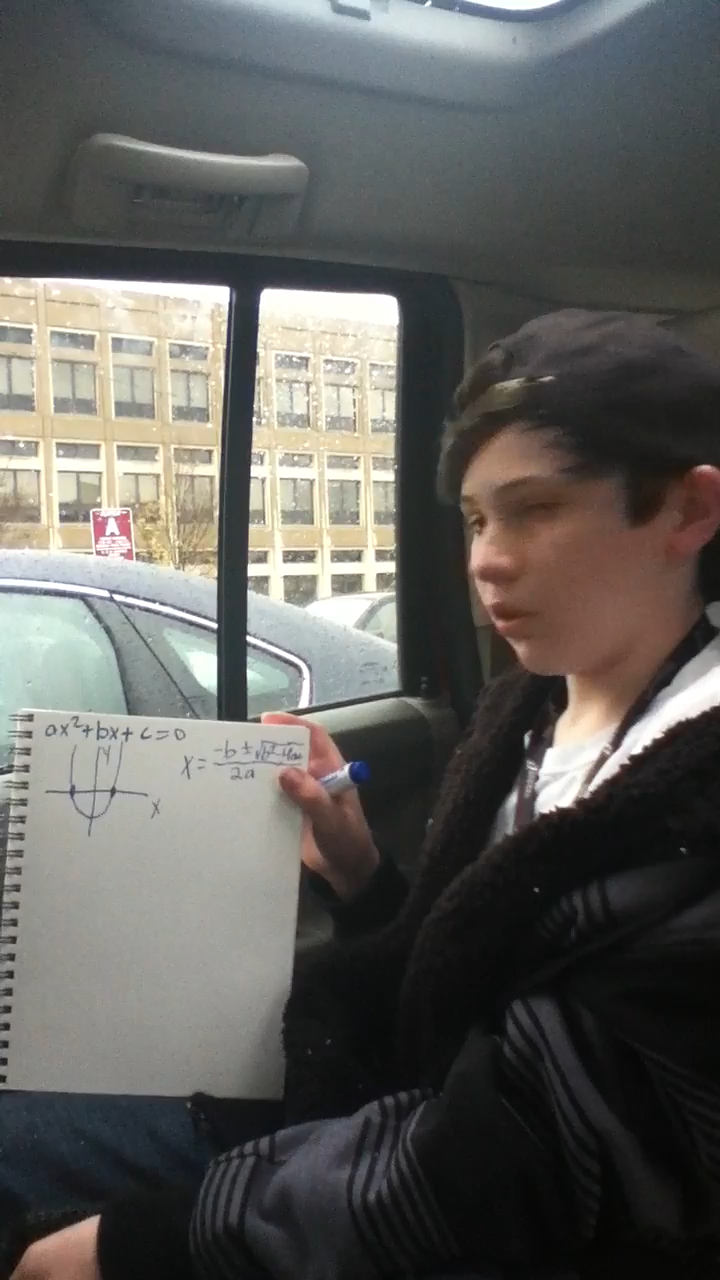 ax²+bx+c=0
y
x
x = -b ± √b²-4ac / 2a
A